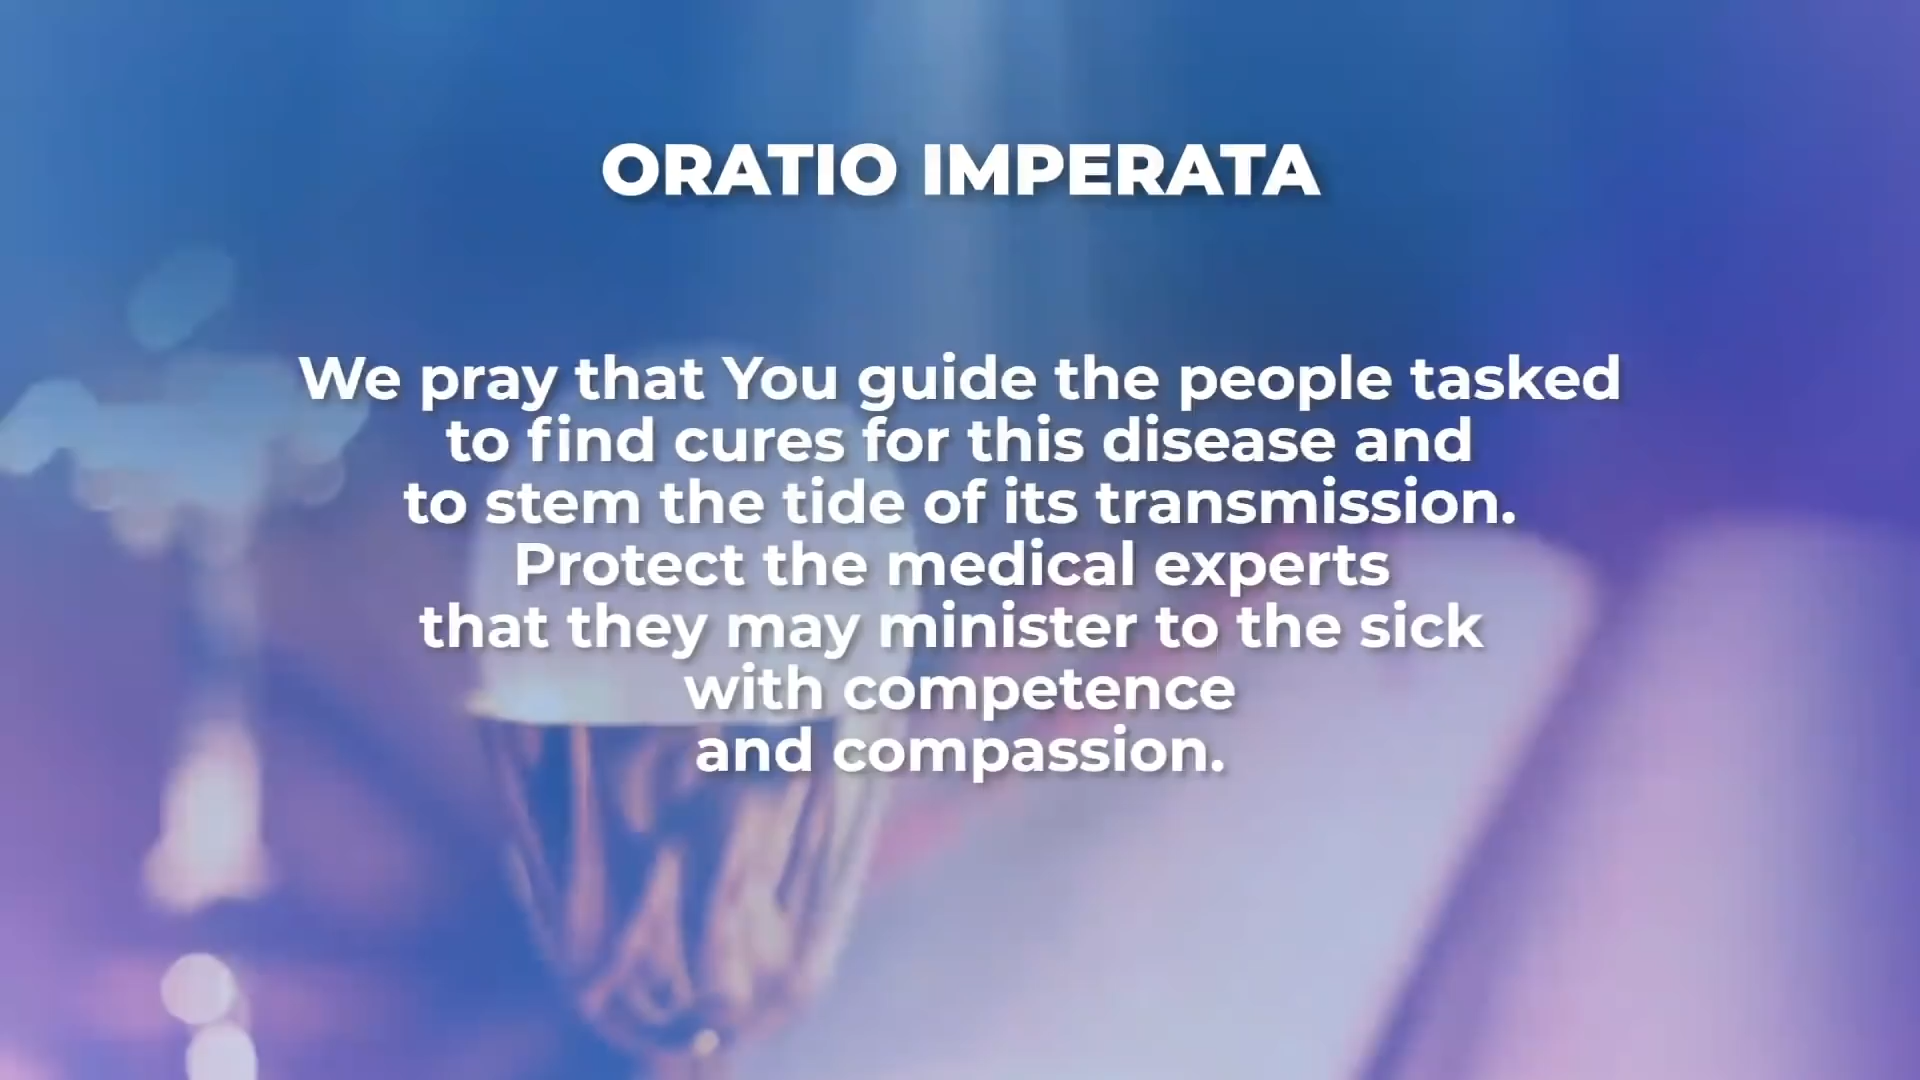 ORATIO IMPERATA
We pray that You guide the people tasked
to find cures for this disease and
to stem the tide of its transmission.
Protect the medical experts
that they may minister to the sick
with competence
and compassion.